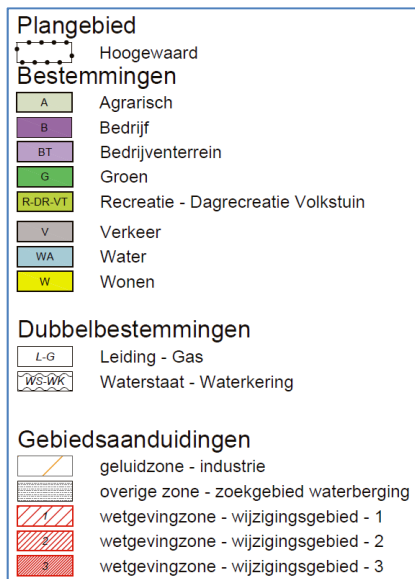 Plangebied
Hoogewaard
Bestemmingen
A Agrarisch
B Bedrijf
BT Bedrijventerrein
G Groen
R-DR-VT Recreatie - Dagrecreatie Volkstuin
V Verkeer
WA Water
W Wonen
Dubbelbestemmingen
L-G Leiding - Gas
WS-WK Waterstaat - Waterkering
Gebiedsaanduidingen
geluidzone - industrie
overige zone - zoekgebied waterberging
1 wetgevingzone - wijzigingsgebied - 1
2 wetgevingzone - wijzigingsgebied - 2
3 wetgevingzone - wijzigingsgebied - 3